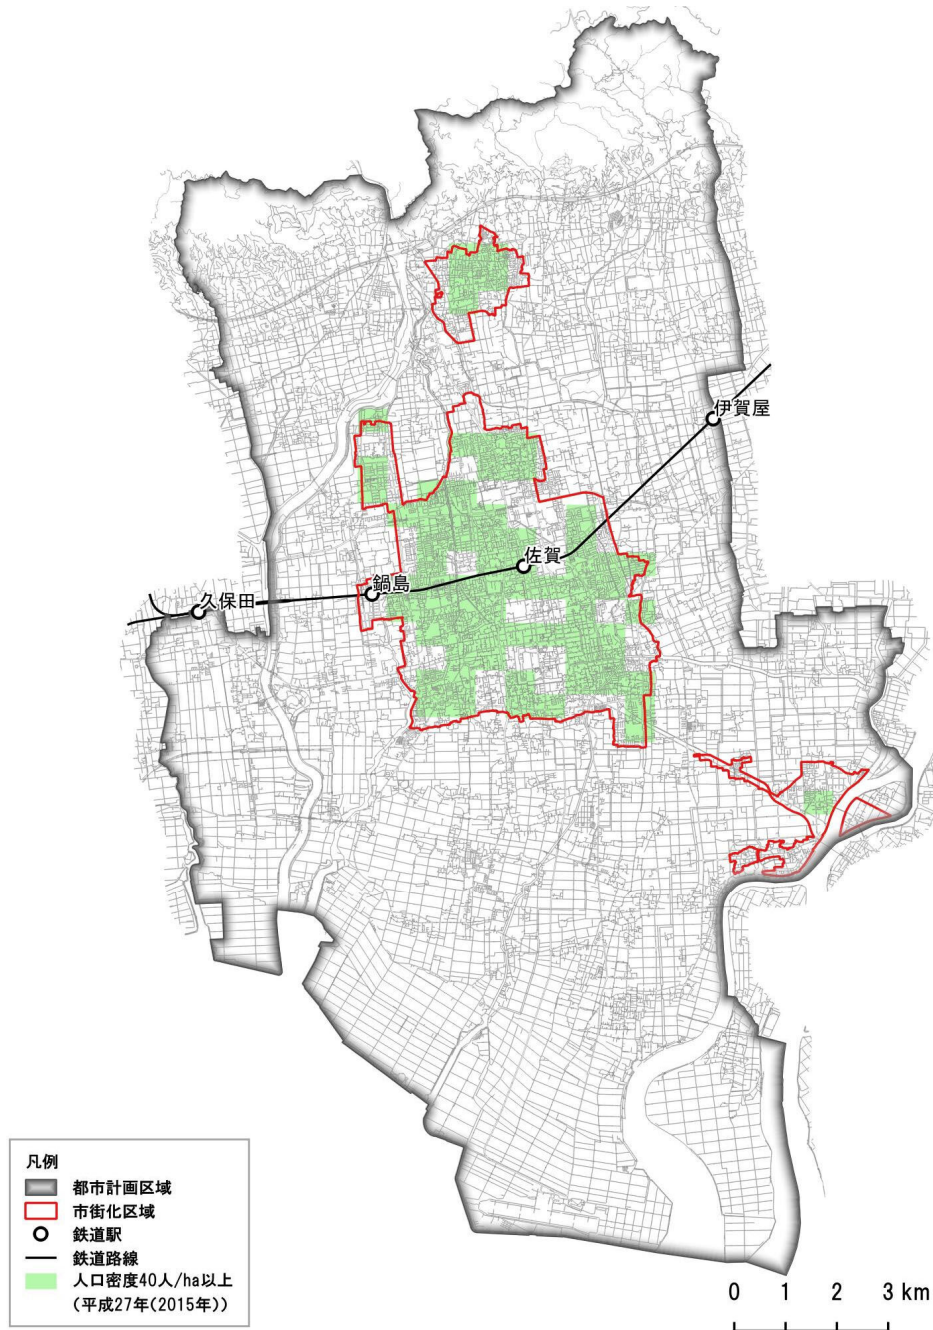 伊賀屋
佐賀
鍋島
久保田
凡例
都市計画区域
市街化区域
鉄道駅
鉄道路線
人口密度40人/ha以上
(平成27年(2015年))
0 1 2 3 km